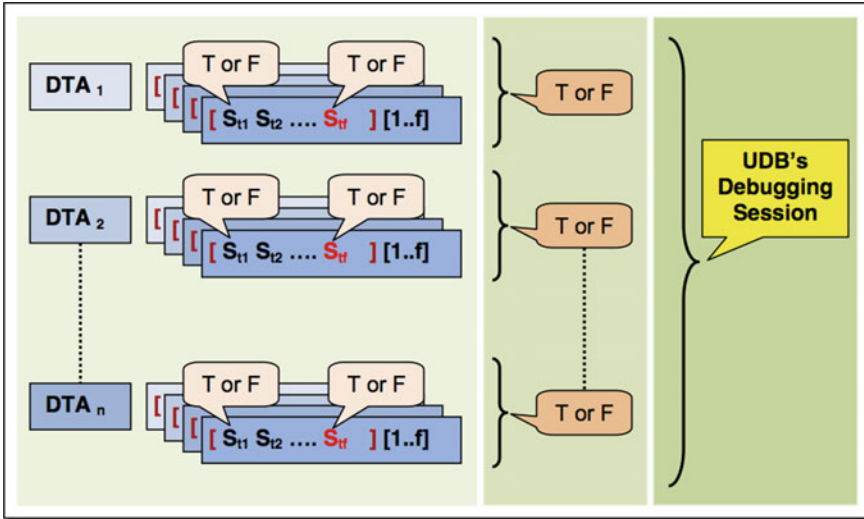 T or F T or F
DTA 1 [ [ [ [ St1 St2 .... Stf ] [1..f] T or F
T or F T or F
DTA 2 [ [ [ [ St1 St2 .... Stf ] [1..f] T or F
UDB's
Debugging
Session
T or F T or F
DTA n [ [ [ [ St1 St2 .... Stf ] [1..f] T or F